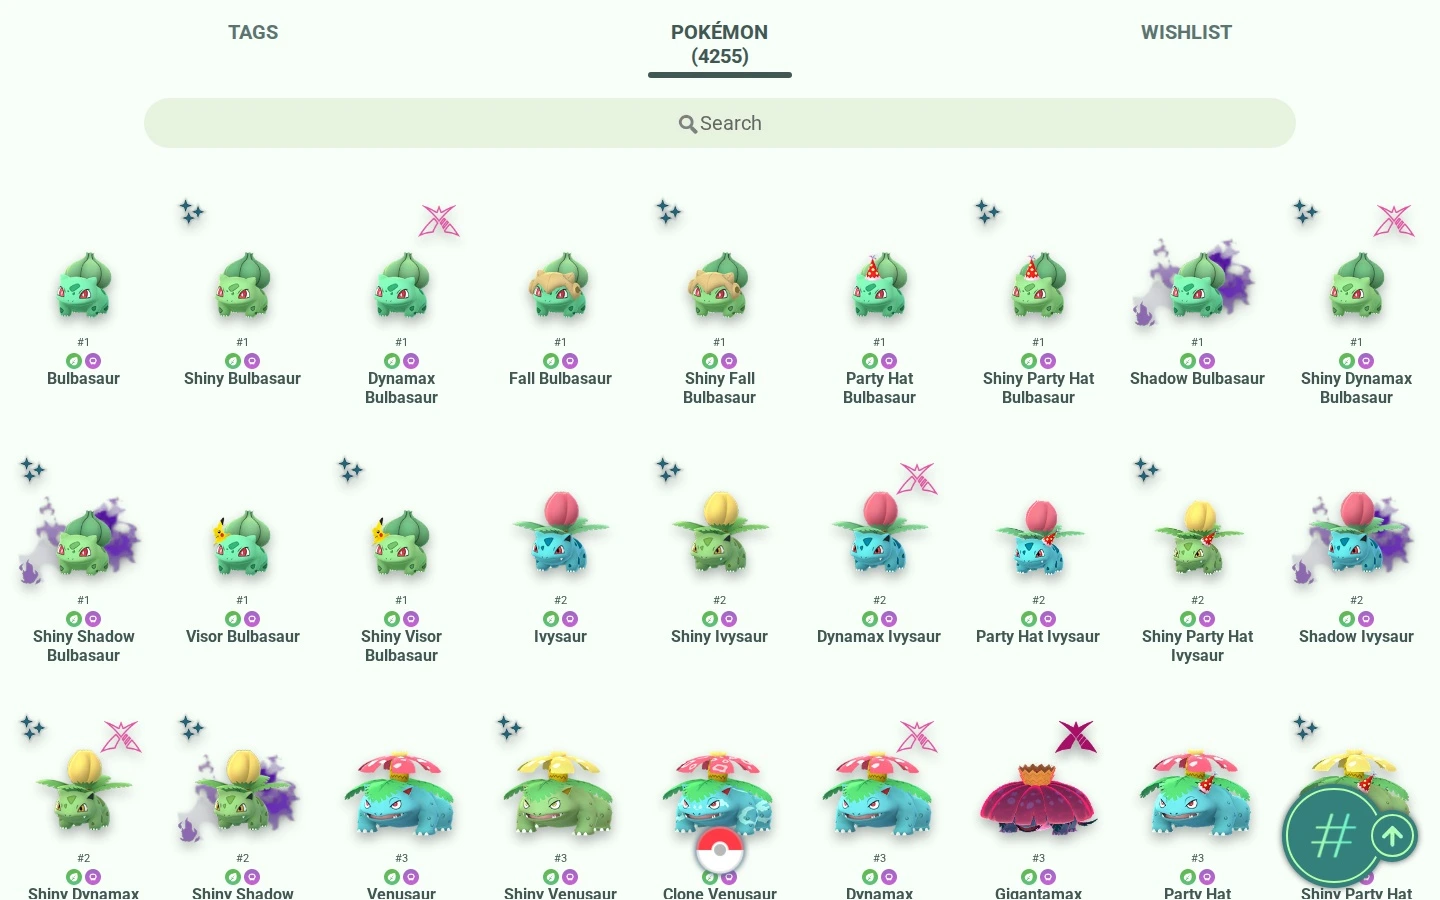 TAGS
POKÉMON
(4255)
WISHLIST
Search
#1
#1
#1
#1
#1
#1
#1
#1
#1
Bulbasaur
Shiny Bulbasaur
Dynamax
Bulbasaur
Fall Bulbasaur
Shiny Fall
Bulbasaur
Party Hat
Bulbasaur
Shiny Party Hat
Bulbasaur
Shadow Bulbasaur
Shiny Dynamax
Bulbasaur
#1
#1
#1
#2
#2
#2
#2
#2
#2
Shiny Shadow
Bulbasaur
Visor Bulbasaur
Shiny Visor
Bulbasaur
Ivysaur
Shiny Ivysaur
Dynamax Ivysaur
Party Hat Ivysaur
Shiny Party Hat
Ivysaur
Shadow Ivysaur
#2
#2
#3
#3
#3
#3
#3
#
Shiny Dynamax
Shiny Shadow
Venusaur
Shiny Venusaur
Clone Venusaur
Dynamax
Gigantamax
Party Hat
Shiny Party Hat